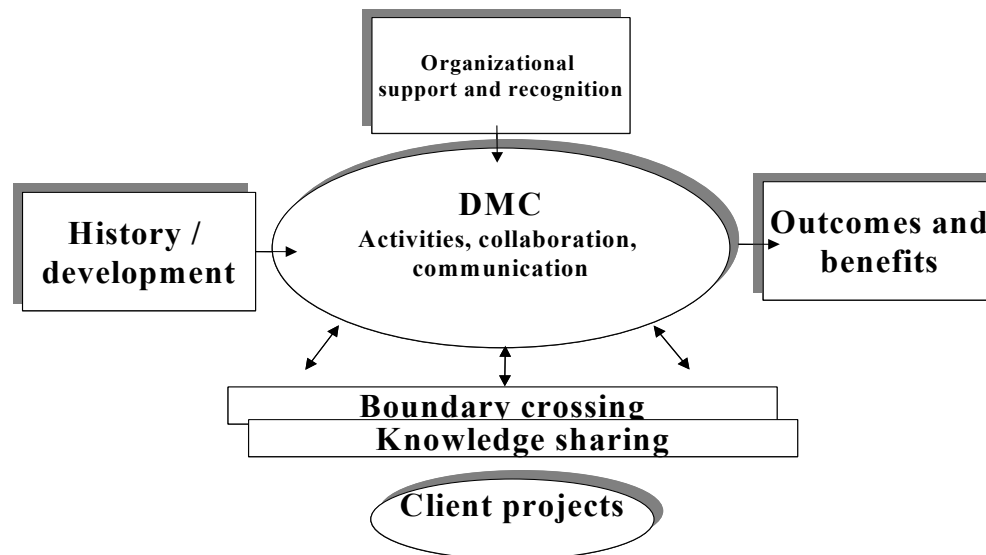 Organizational
support and recognition
DMC
Activities, collaboration,
communication
History /
development
Outcomes and
benefits
Boundary crossing
Knowledge sharing
Client projects